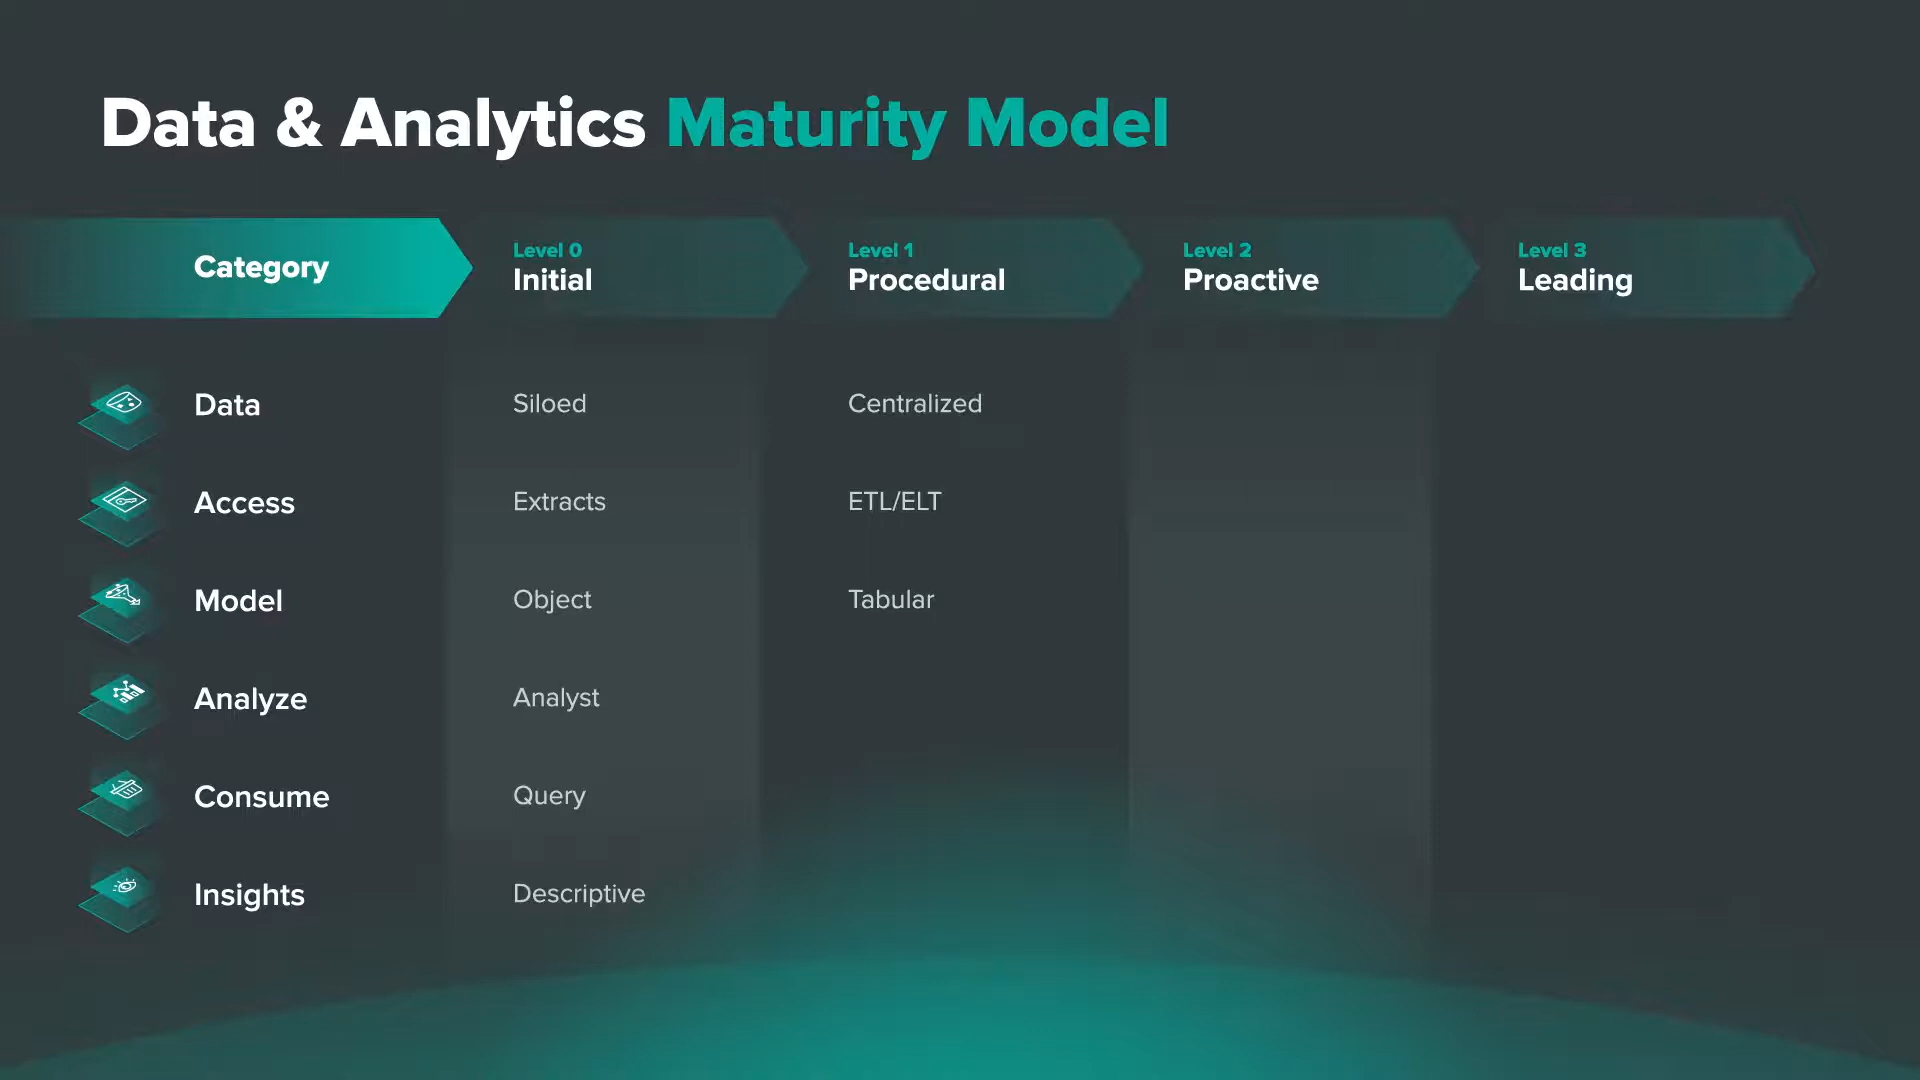 Data & Analytics Maturity Model
Category
Level 0
Initial
Level 1
Procedural
Level 2
Proactive
Level 3
Leading
Data
Siloed
Centralized
Access
Extracts
ETL/ELT
Model
Object
Tabular
Analyze
Analyst
Consume
Query
Insights
Descriptive